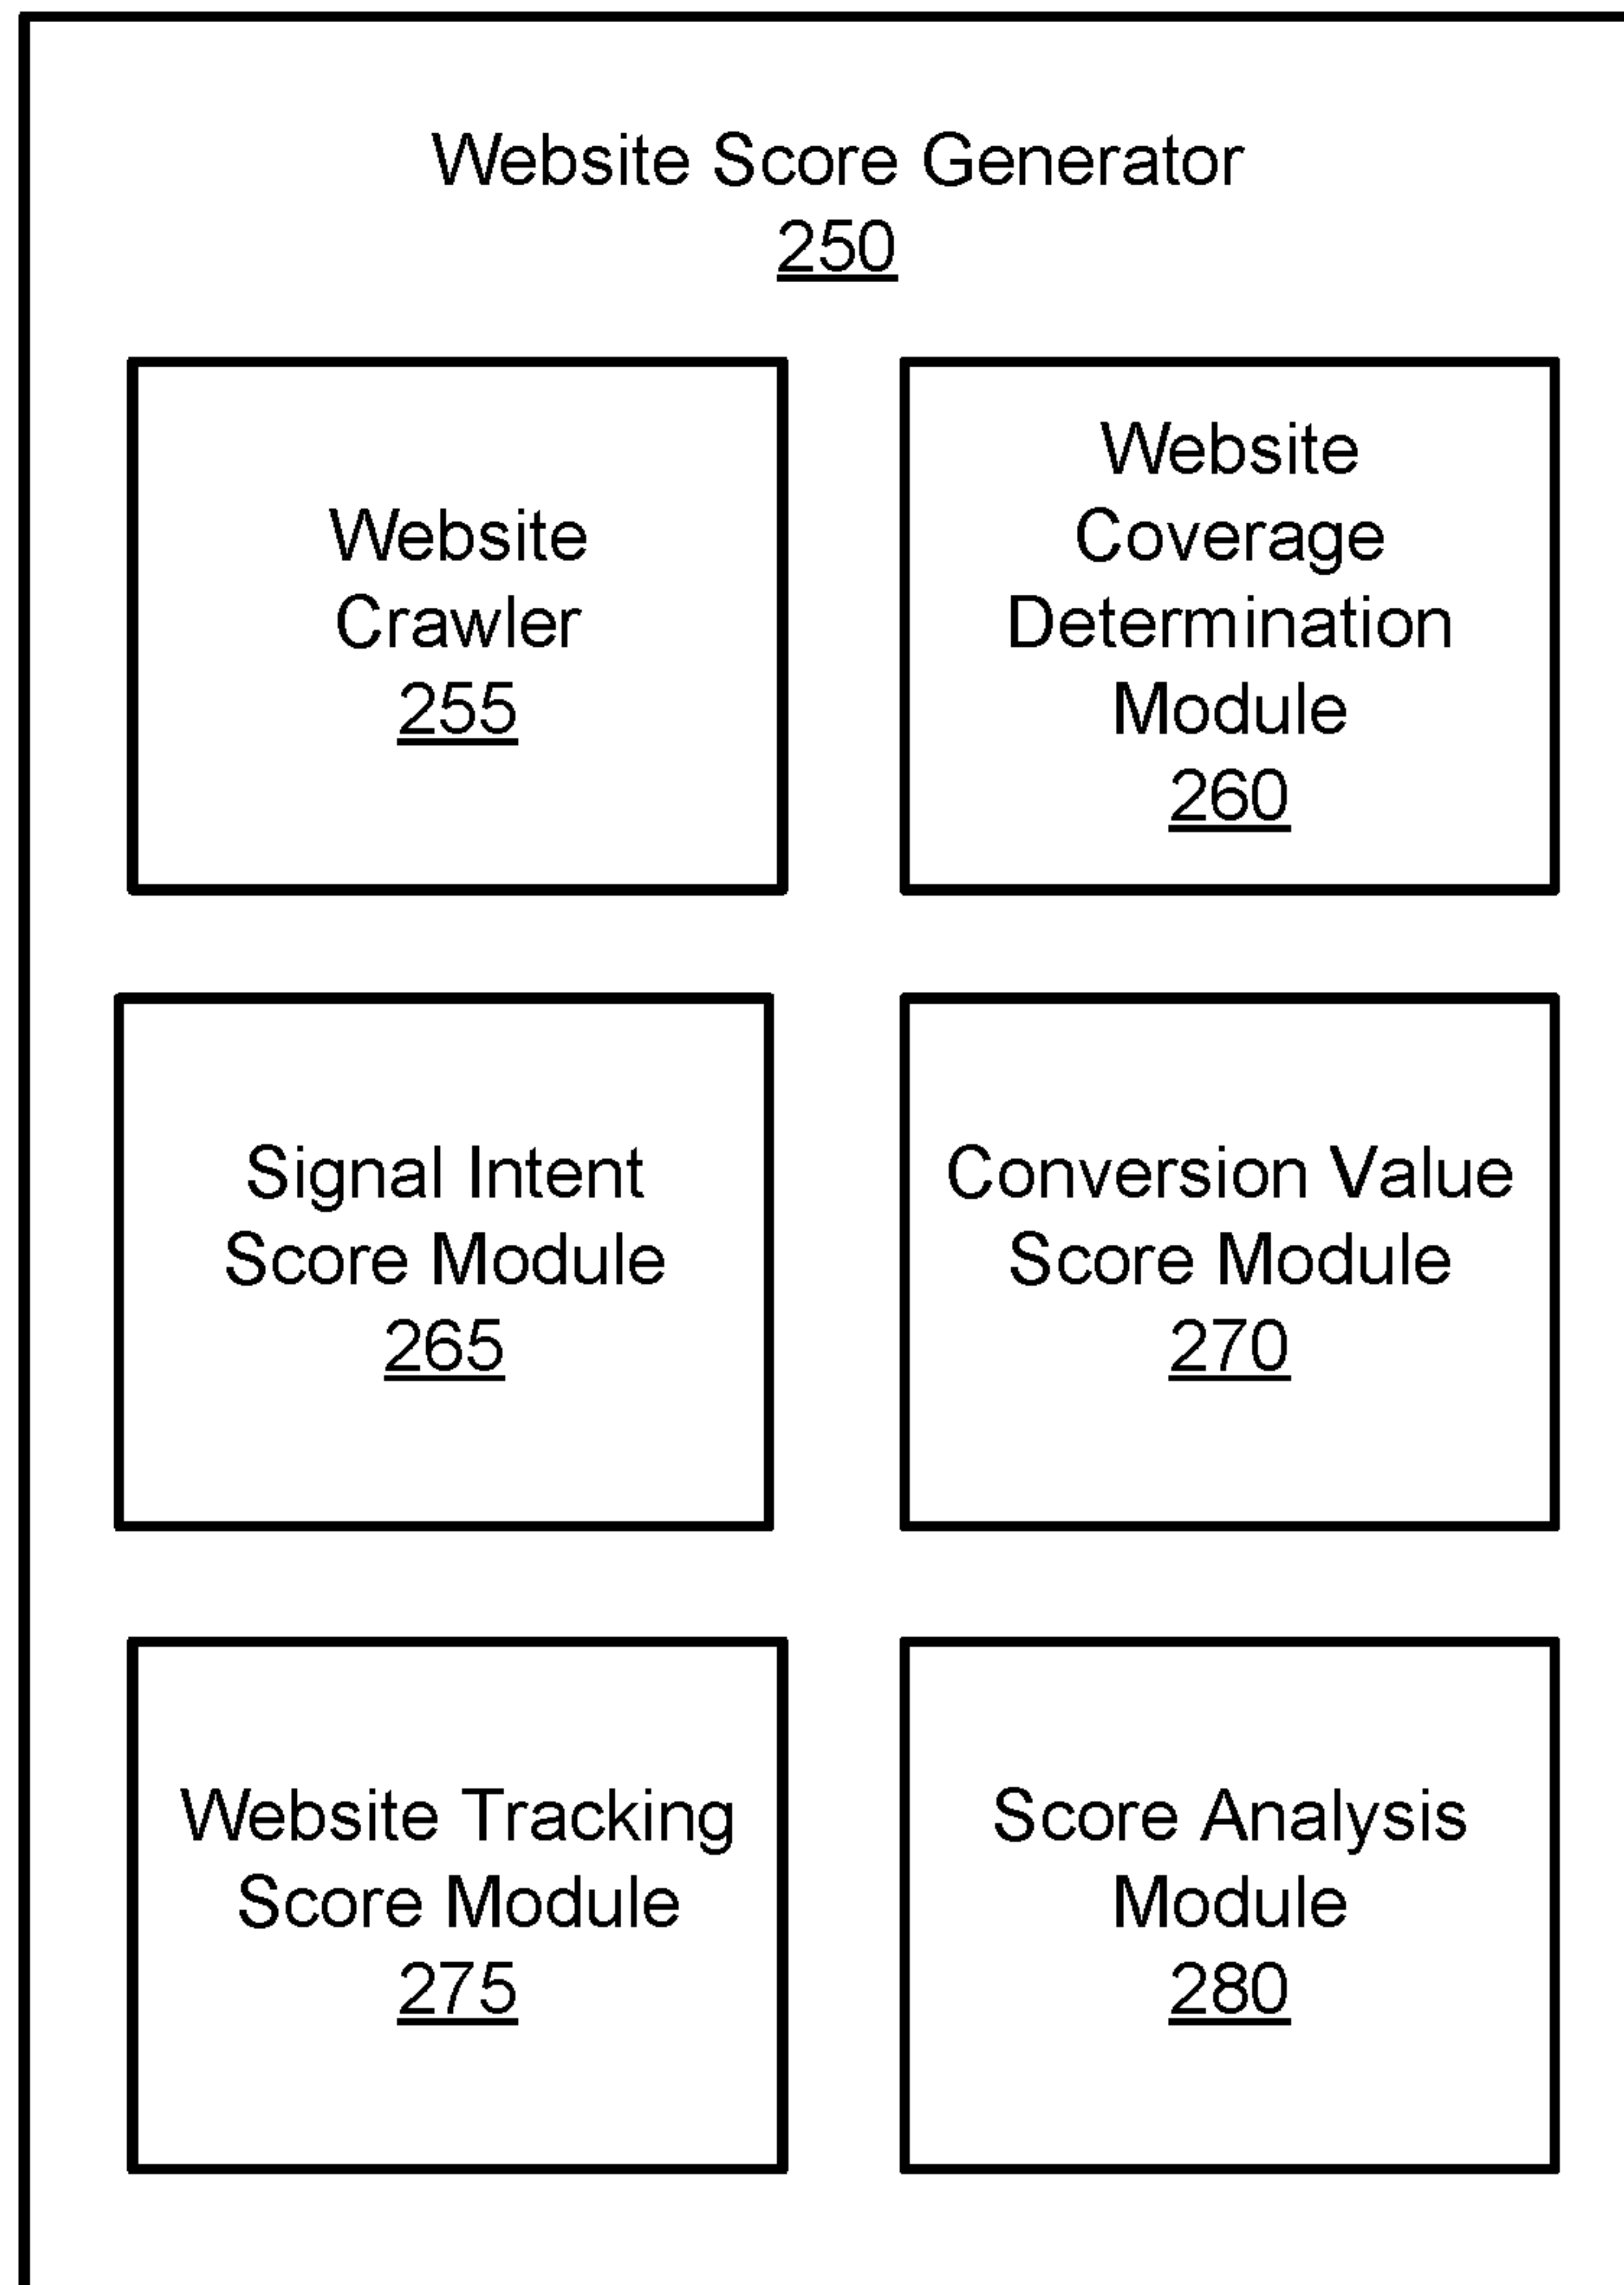 Website Score Generator
250
Website
Crawler
255
Website
Coverage
Determination
Module
260
Signal Intent
Score Module
265
Conversion Value
Score Module
270
Website Tracking
Score Module
275
Score Analysis
Module
280